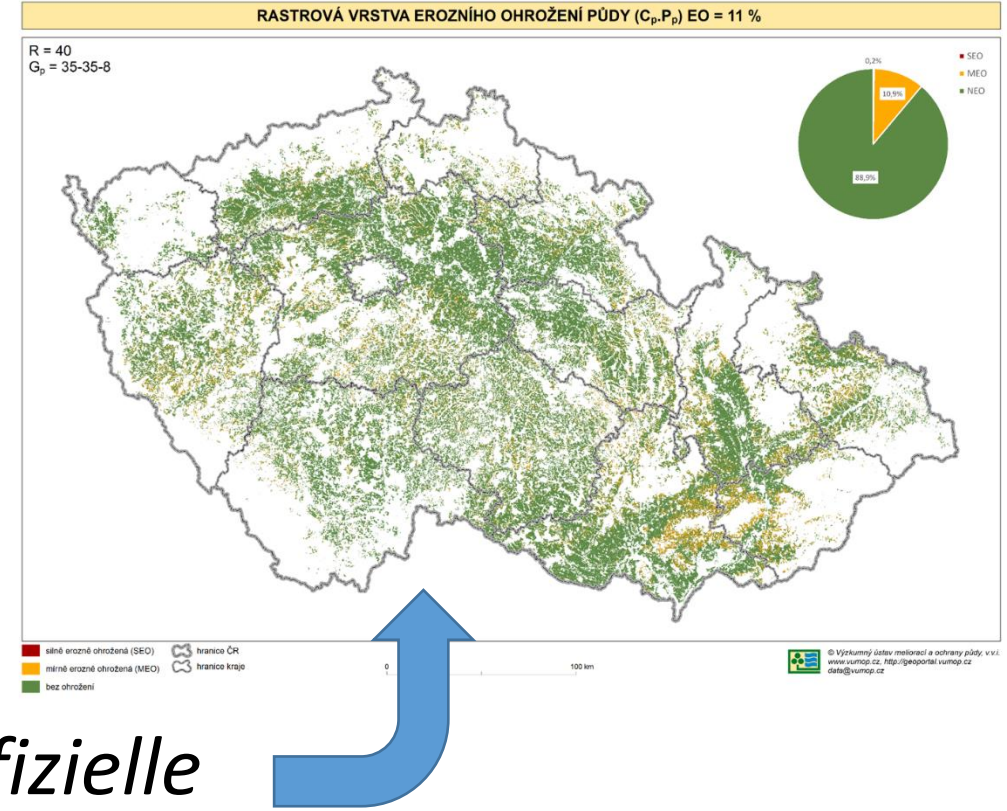 RASTROVÁ VRSTVA EROZNÍHO OHROŽENÍ PŮDY (Cp.Pp) EO = 11 %
R = 40
Gp = 35-35-8
0,2%
10,9%
88,9%
SEO
MEO
NEO
silně erozně ohrožená (SEO)
mírně erozně ohrožená (MEO)
bez ohrožení
hranice ČR
hranice kraje
0
100 km
© Výzkumný ústav meliorací a ochrany půdy, v.v.i.
www.vumop.cz, http://geoportal.vumop.cz
data@vumop.cz
fizielle